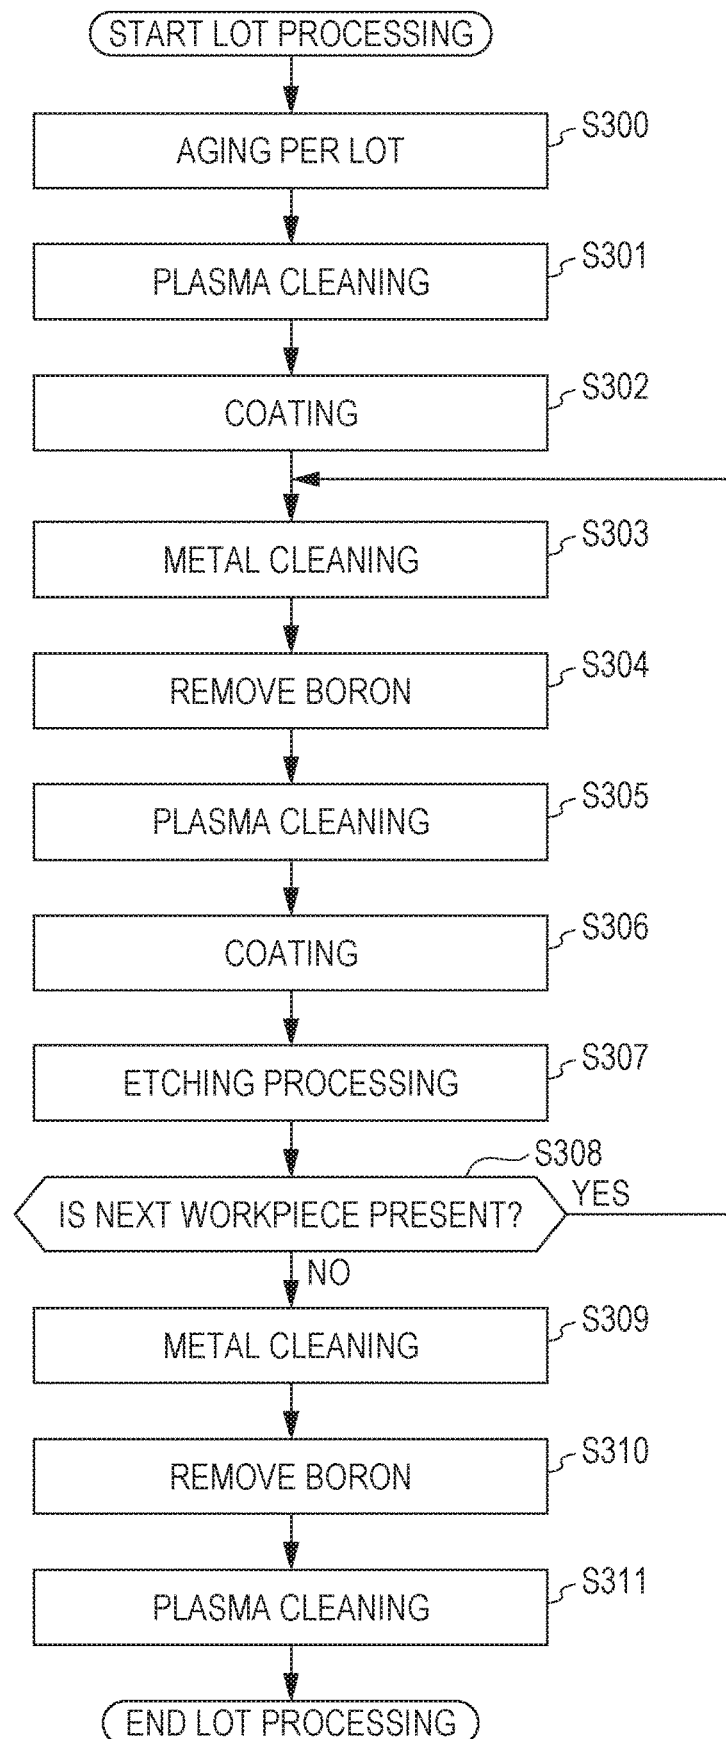 START LOT PROCESSING
S300
AGING PER LOT
S301
PLASMA CLEANING
S302
COATING
S303
METAL CLEANING
S304
REMOVE BORON
S305
PLASMA CLEANING
S306
COATING
S307
ETCHING PROCESSING
S308
IS NEXT WORKPIECE PRESENT?
YES
NO
S309
METAL CLEANING
S310
REMOVE BORON
S311
PLASMA CLEANING
END LOT PROCESSING